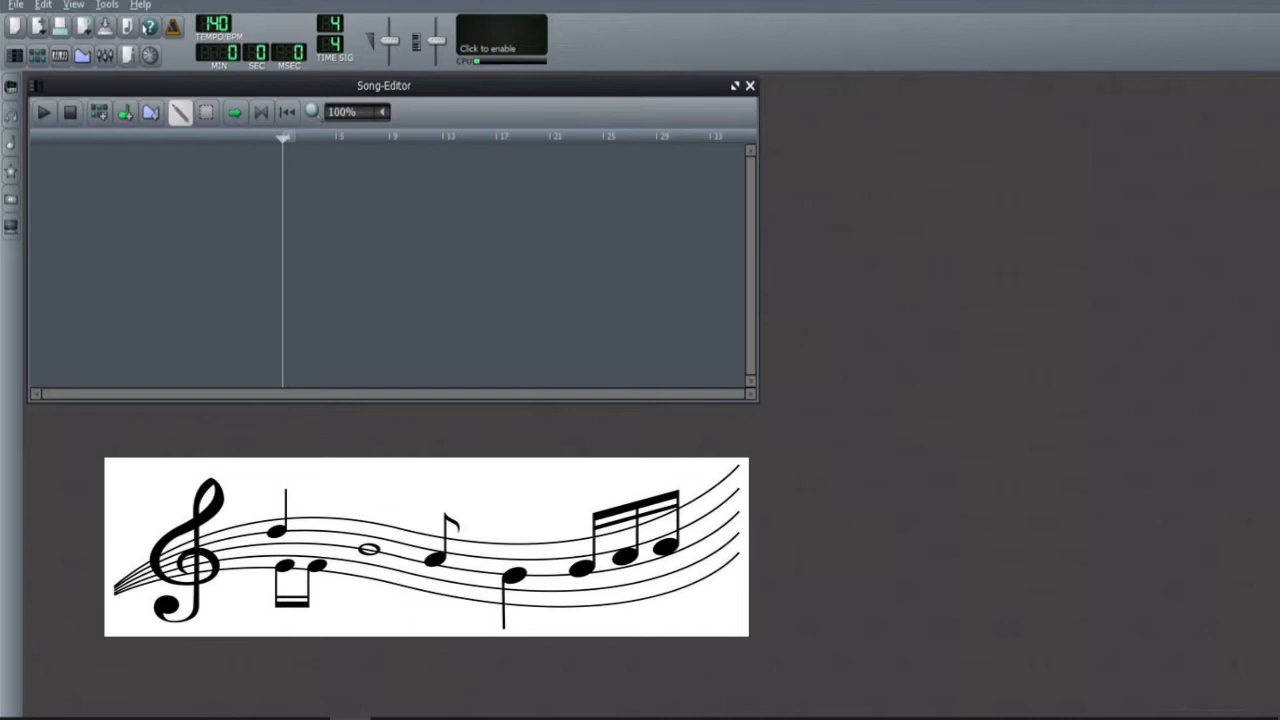 File Edit View Tools Help
140
TEMPO/BPM
4
4
TIME SIG
0 0 0
MIN SEC MSEC
Click to enable
CPU
Song-Editor
100%
5 9 13 17 21 25 29 33